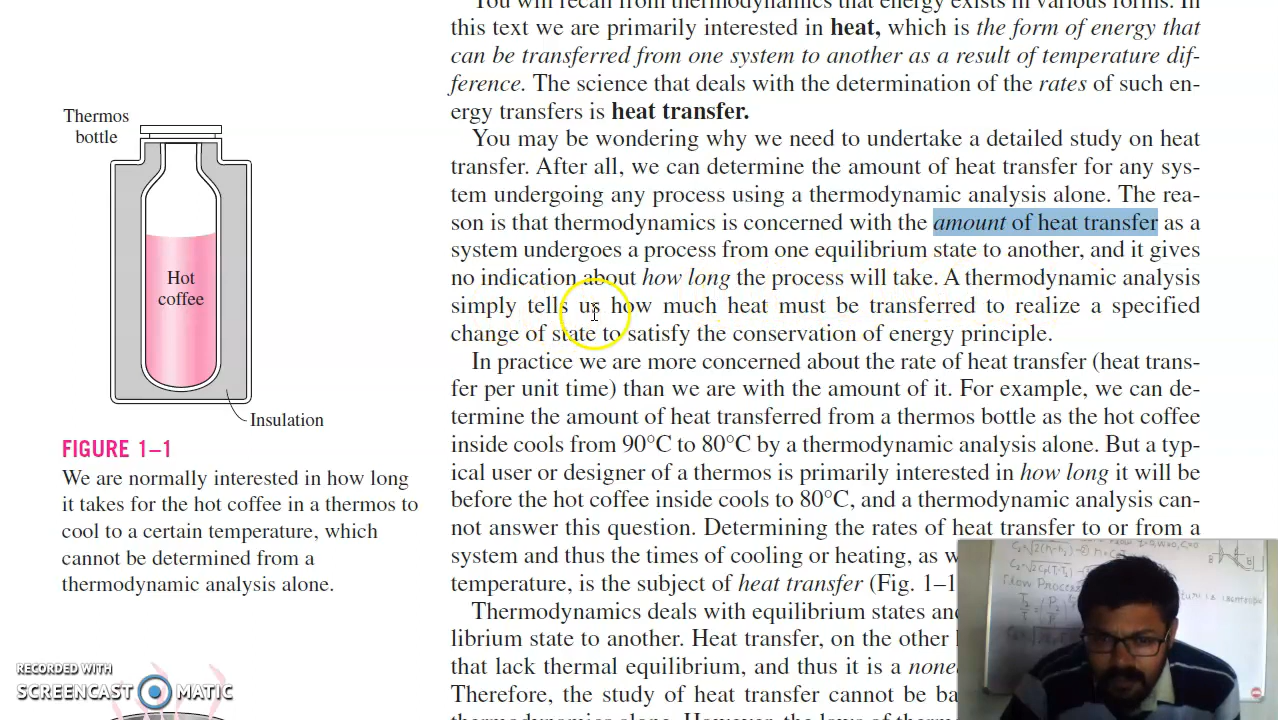 You will recall from thermodynamics that energy exists in various forms. In
this text we are primarily interested in heat, which is the form of energy that
can be transferred from one system to another as a result of temperature dif-
ference. The science that deals with the determination of the rates of such en-
ergy transfers is heat transfer.
You may be wondering why we need to undertake a detailed study on heat
transfer. After all, we can determine the amount of heat transfer for any sys-
tem undergoing any process using a thermodynamic analysis alone. The rea-
son is that thermodynamics is concerned with the amount of heat transfer as a
system undergoes a process from one equilibrium state to another, and it gives
no indication about how long the process will take. A thermodynamic analysis
simply tells us how much heat must be transferred to realize a specified
change of state to satisfy the conservation of energy principle.
In practice we are more concerned about the rate of heat transfer (heat trans-
fer per unit time) than we are with the amount of it. For example, we can de-
termine the amount of heat transferred from a thermos bottle as the hot coffee
inside cools from 90°C to 80°C by a thermodynamic analysis alone. But a typ-
ical user or designer of a thermos is primarily interested in how long it will be
before the hot coffee inside cools to 80°C, and a thermodynamic analysis can-
not answer this question. Determining the rates of heat transfer to or from a
system and thus the times of cooling or heating, as w
temperature, is the subject of heat transfer (Fig. 1–1
Thermodynamics deals with equilibrium states and
librium state to another. Heat transfer, on the other
that lack thermal equilibrium, and thus it is a none
Therefore, the study of heat transfer cannot be ba
thermodynamics alone. However, the laws of therm
Thermos
bottle
Hot
coffee
Insulation
FIGURE 1–1
We are normally interested in how long
it takes for the hot coffee in a thermos to
cool to a certain temperature, which
cannot be determined from a
thermodynamic analysis alone.
RECORDED WITH
SCREENCAST MATIC
Flow Process